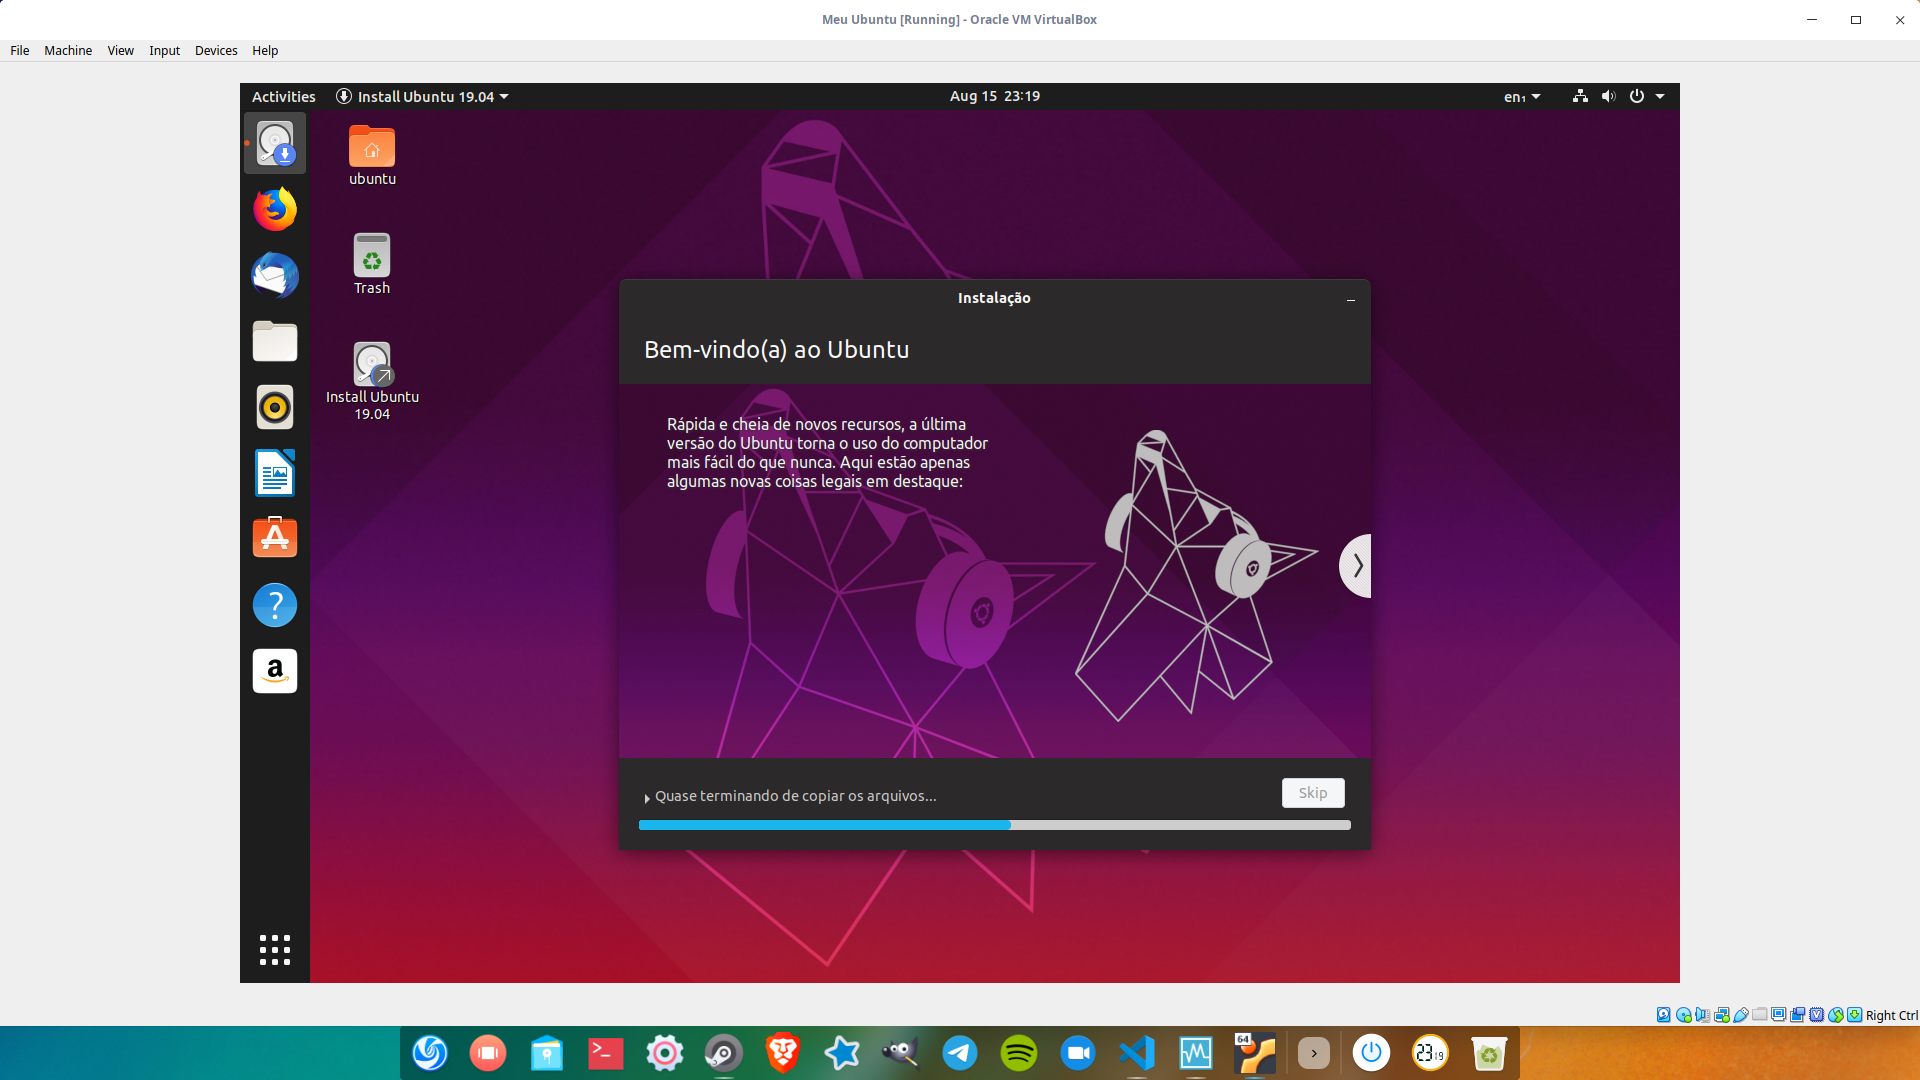 Meu Ubuntu [Running] - Oracle VM VirtualBox
File Machine View Input Devices Help
Activities Install Ubuntu 19.04 Aug 15 23:19 en₁
ubuntu
Trash
Install Ubuntu
19.04
Instalação
Bem-vindo(a) ao Ubuntu
Rápida e cheia de novos recursos, a última
versão do Ubuntu torna o uso do computador
mais fácil do que nunca. Aqui estão apenas
algumas novas coisas legais em destaque:
Quase terminando de copiar os arquivos...
Skip
Right Ctrl
64
23 19